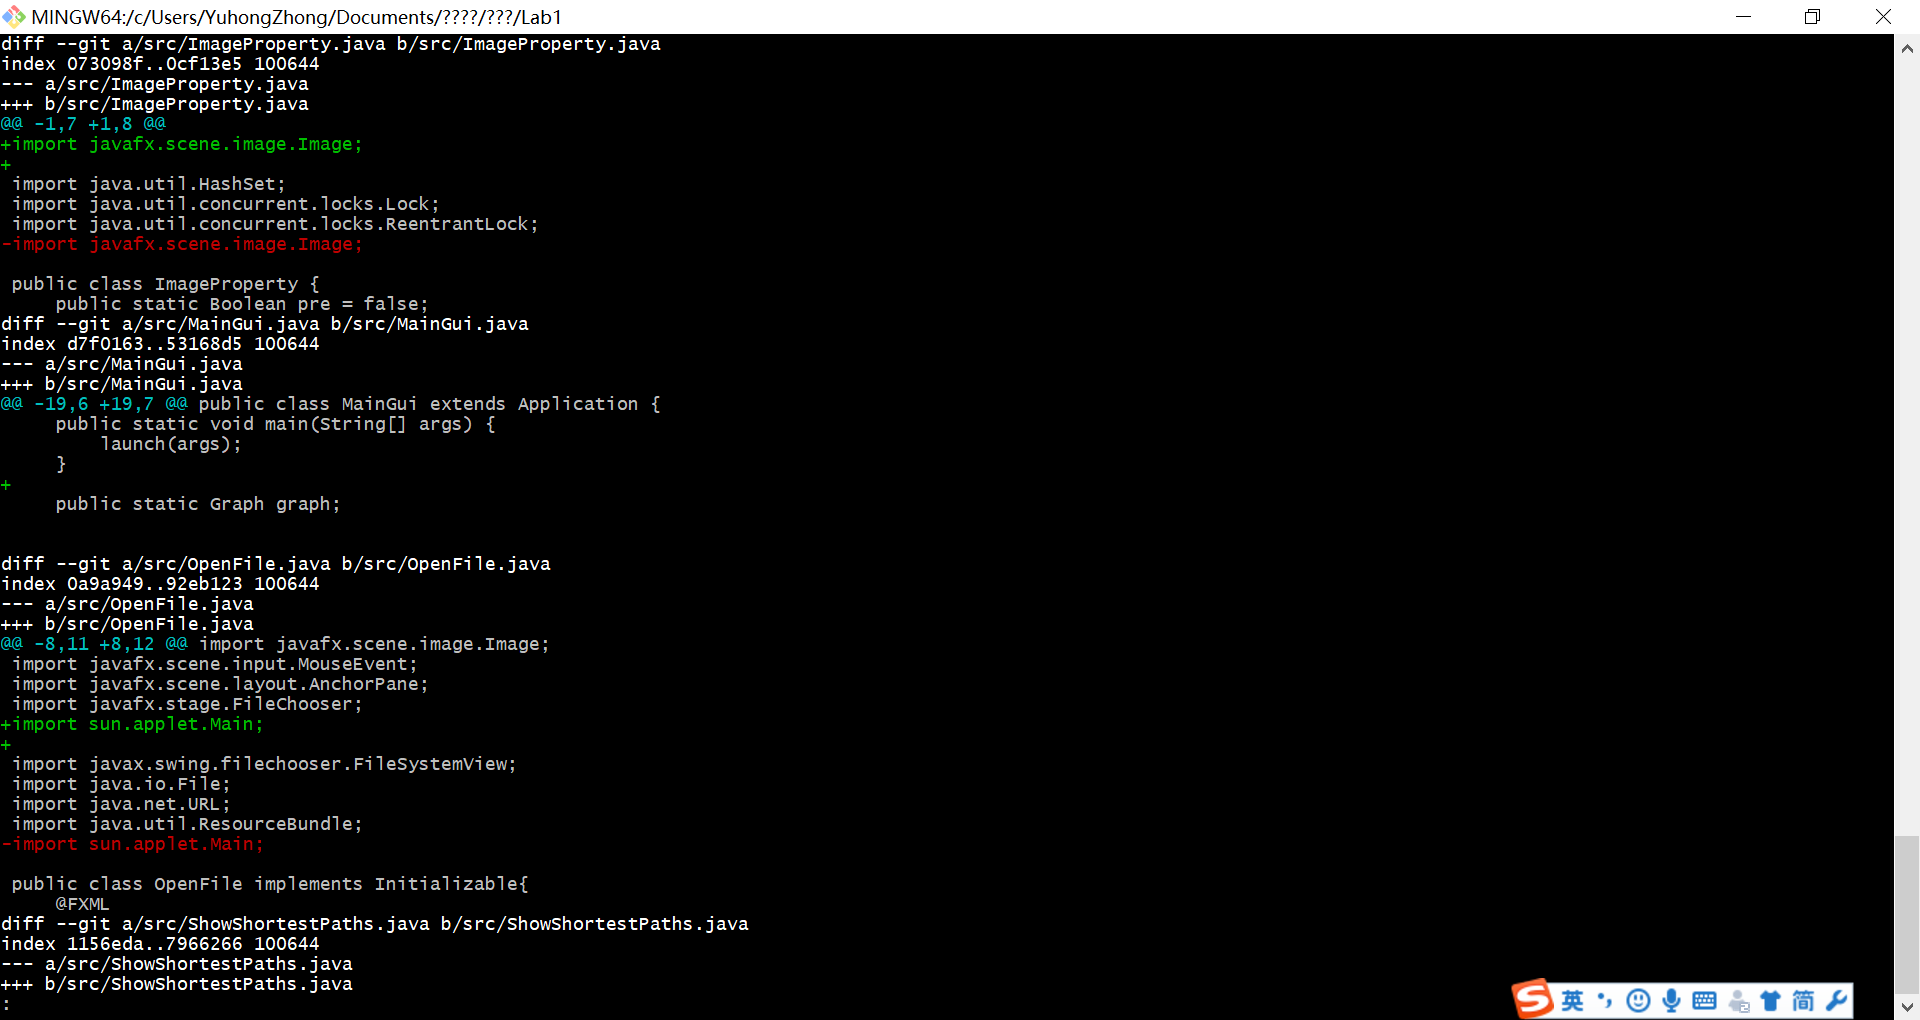 MINGW64:/c/Users/YuhongZhong/Documents/????/???/Lab1
diff --git a/src/ImageProperty.java b/src/ImageProperty.java
index 073098f..0cf13e5 100644
--- a/src/ImageProperty.java
+++ b/src/ImageProperty.java
@@ -1,7 +1,8 @@
+import javafx.scene.image.Image;
+
 import java.util.HashSet;
 import java.util.concurrent.locks.Lock;
 import java.util.concurrent.locks.ReentrantLock;
-import javafx.scene.image.Image;

 public class ImageProperty {
     public static Boolean pre = false;
diff --git a/src/MainGui.java b/src/MainGui.java
index d7f0163..53168d5 100644
--- a/src/MainGui.java
+++ b/src/MainGui.java
@@ -19,6 +19,7 @@ public class MainGui extends Application {
     public static void main(String[] args) {
         launch(args);
     }
+
     public static Graph graph;


diff --git a/src/OpenFile.java b/src/OpenFile.java
index 0a9a949..92eb123 100644
--- a/src/OpenFile.java
+++ b/src/OpenFile.java
@@ -8,11 +8,12 @@ import javafx.scene.image.Image;
 import javafx.scene.input.MouseEvent;
 import javafx.scene.layout.AnchorPane;
 import javafx.stage.FileChooser;
+import sun.applet.Main;
+
 import javax.swing.filechooser.FileSystemView;
 import java.io.File;
 import java.net.URL;
 import java.util.ResourceBundle;
-import sun.applet.Main;

 public class OpenFile implements Initializable{
     @FXML
diff --git a/src/ShowShortestPaths.java b/src/ShowShortestPaths.java
index 1156eda..7966266 100644
--- a/src/ShowShortestPaths.java
+++ b/src/ShowShortestPaths.java
:
S 英 简